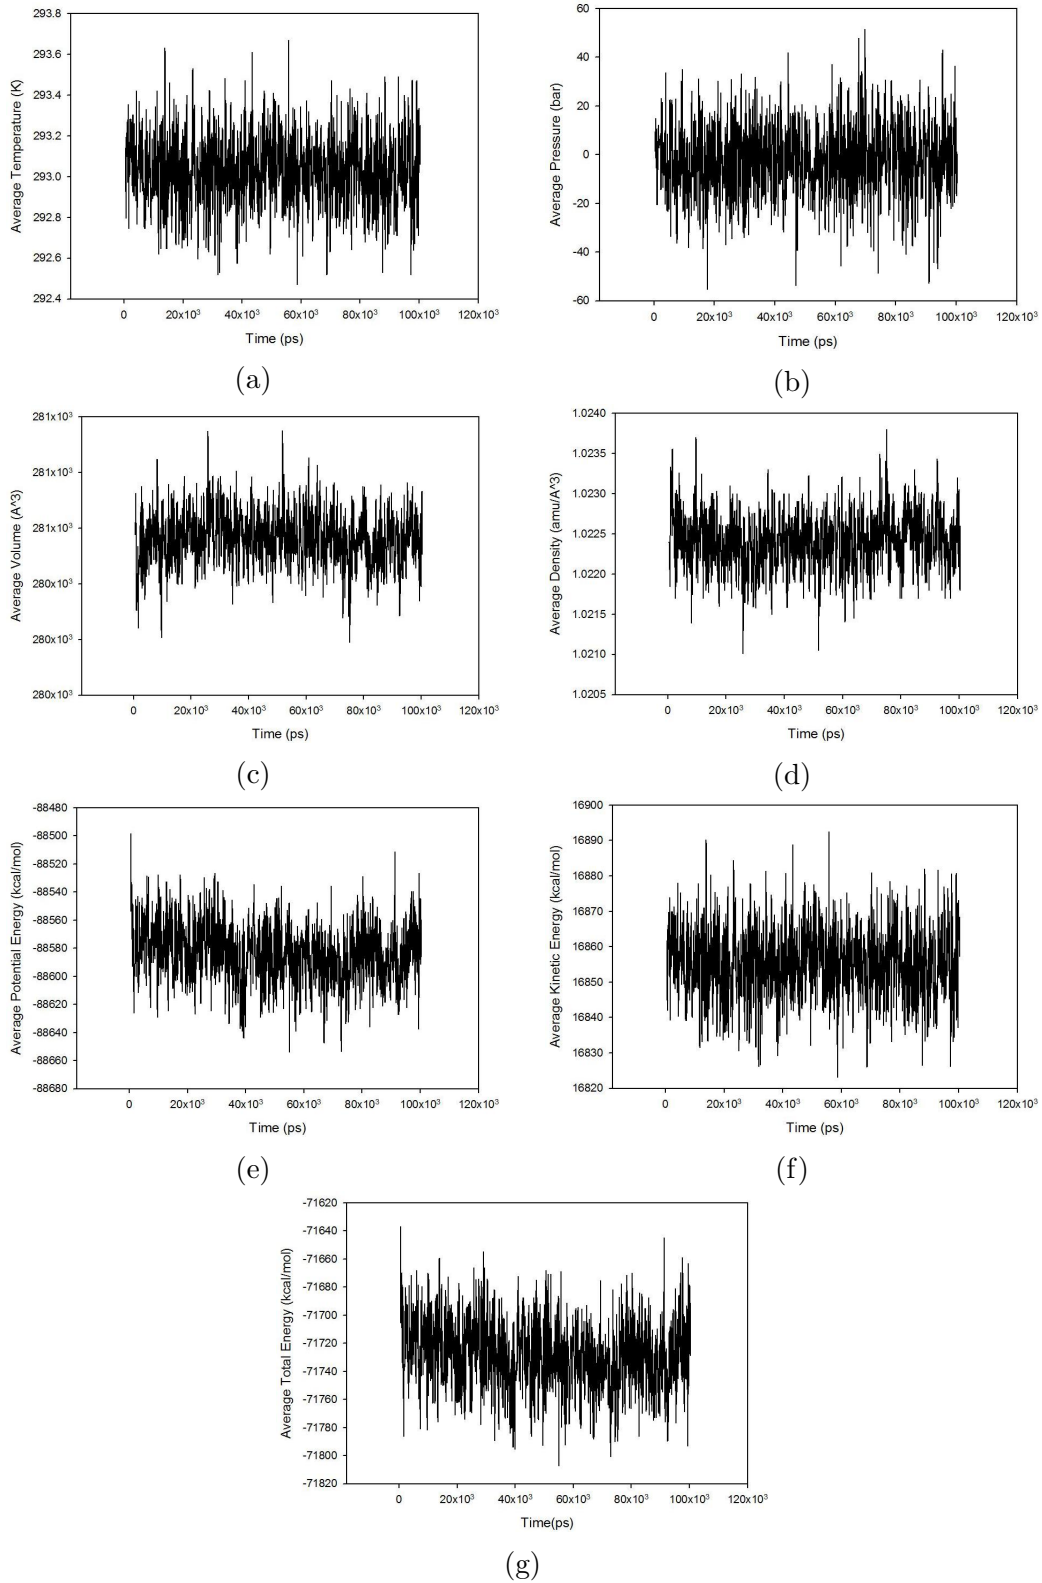 293.8
293.6
293.4
293.2
293.0
292.8
292.6
292.4
Average Temperature (K)
0 20x10³ 40x10³ 60x10³ 80x10³ 100x10³ 120x10³
Time (ps)
(a)
60
40
20
0
-20
-40
-60
Average Pressure (bar)
0 20x10³ 40x10³ 60x10³ 80x10³ 100x10³ 120x10³
Time (ps)
(b)
281x10³
281x10³
281x10³
280x10³
280x10³
280x10³
Average Volume (A^3)
0 20x10³ 40x10³ 60x10³ 80x10³ 100x10³ 120x10³
Time (ps)
(c)
1.0240
1.0235
1.0230
1.0225
1.0220
1.0215
1.0210
1.0205
Average Density (amu/A^3)
0 20x10³ 40x10³ 60x10³ 80x10³ 100x10³ 120x10³
Time (ps)
(d)
-88480
-88500
-88520
-88540
-88560
-88580
-88600
-88620
-88640
-88660
-88680
Average Potential Energy (kcal/mol)
0 20x10³ 40x10³ 60x10³ 80x10³ 100x10³ 120x10³
Time (ps)
(e)
16900
16890
16880
16870
16860
16850
16840
16830
16820
Average Kinetic Energy (kcal/mol)
0 20x10³ 40x10³ 60x10³ 80x10³ 100x10³ 120x10³
Time (ps)
(f)
-71620
-71640
-71660
-71680
-71700
-71720
-71740
-71760
-71780
-71800
-71820
Average Total Energy (kcal/mol)
0 20x10³ 40x10³ 60x10³ 80x10³ 100x10³ 120x10³
Time(ps)
(g)